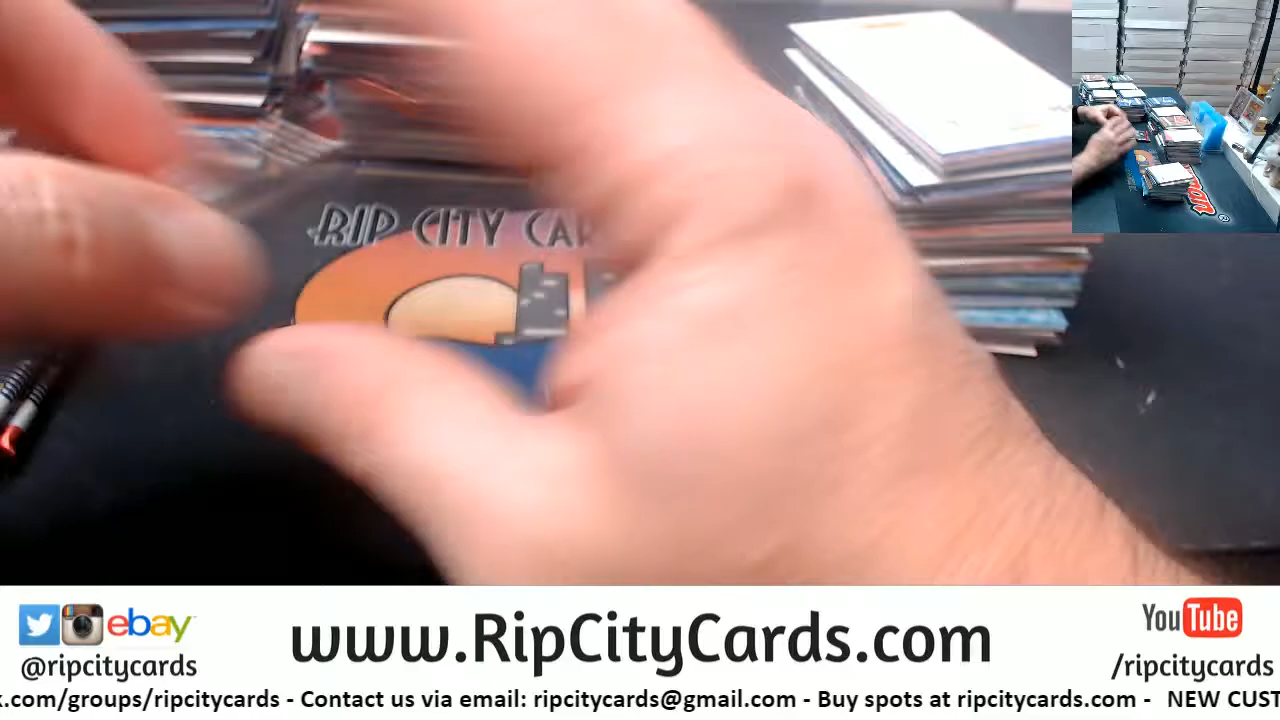 RIP CITY CAR
www.RipCityCards.com
ebay
@ripcitycards
YouTube
/ripcitycards
k.com/groups/ripcitycards - Contact us via email: ripcitycards@gmail.com - Buy spots at ripcitycards.com - NEW CUST